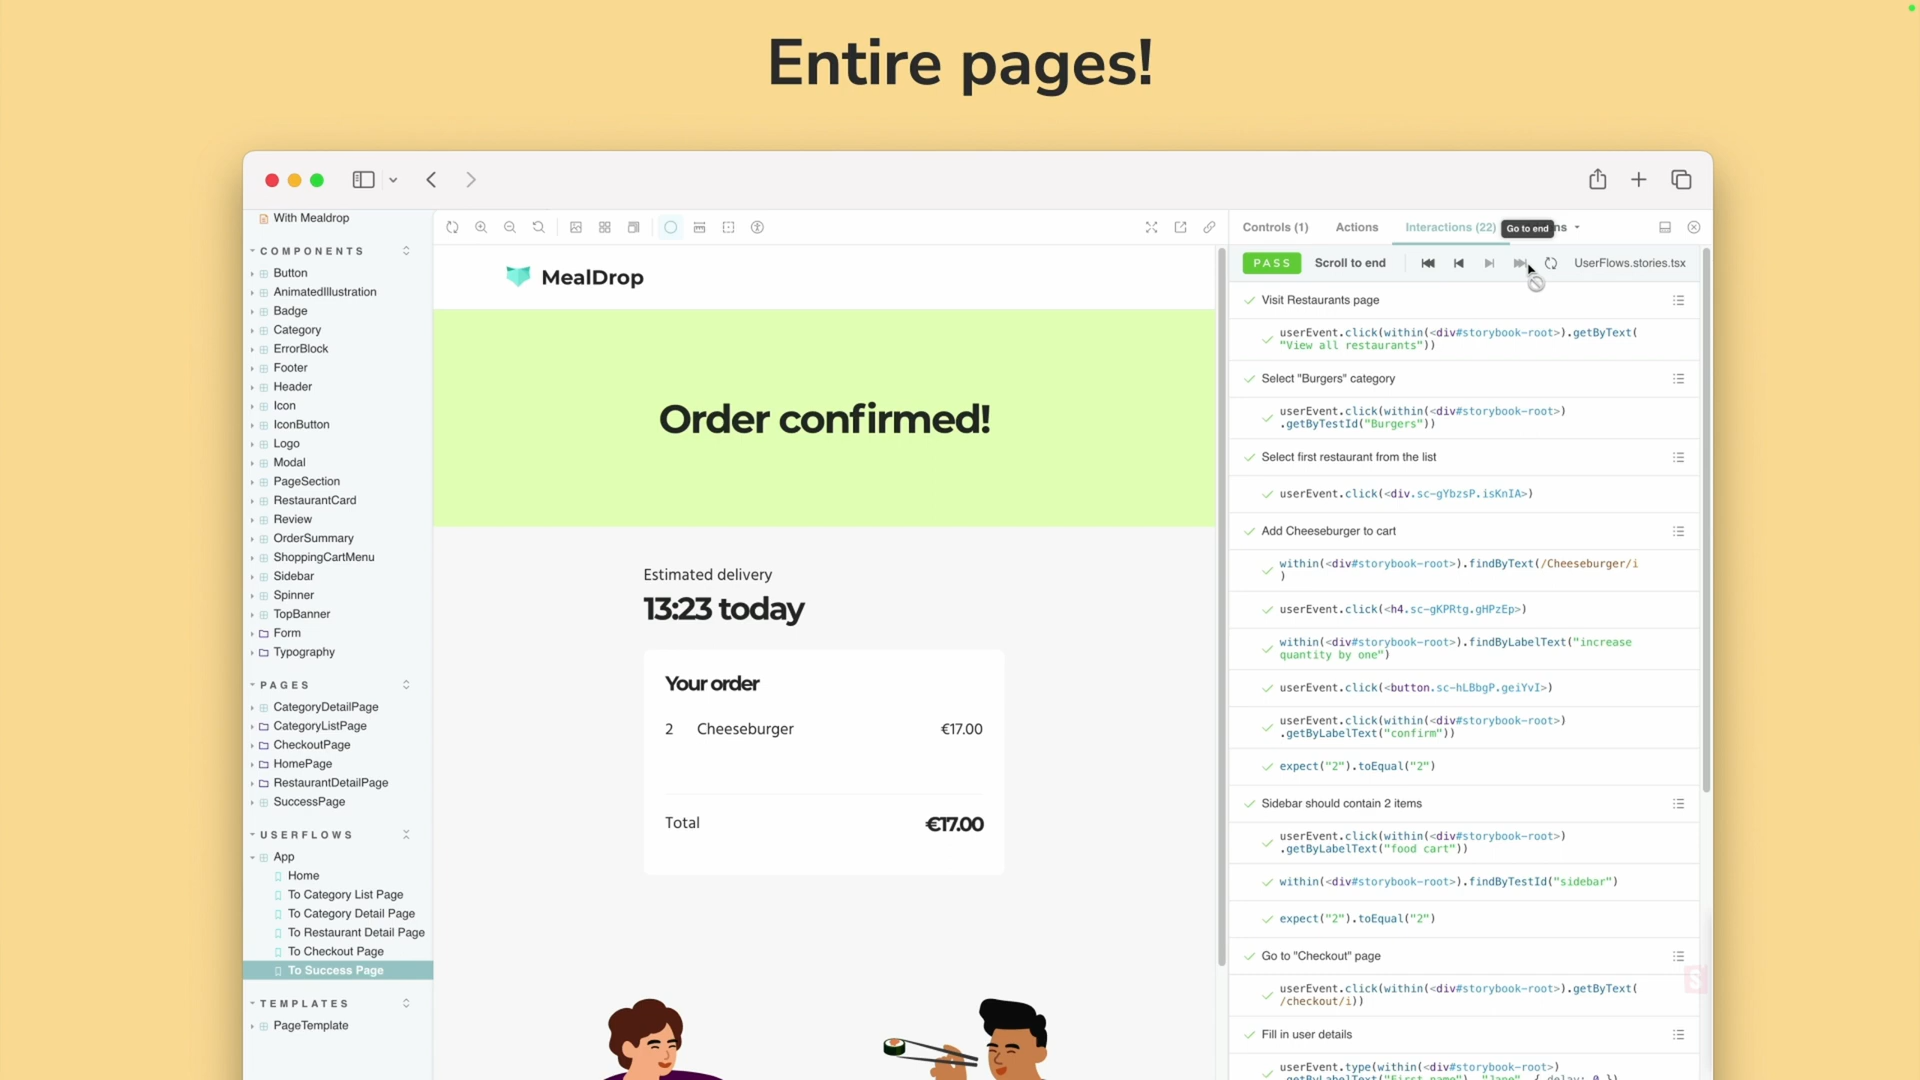 Entire pages!
With Mealdrop
COMPONENTS
Button
AnimatedIllustration
Badge
Category
ErrorBlock
Footer
Header
Icon
IconButton
Logo
Modal
PageSection
RestaurantCard
Review
OrderSummary
ShoppingCartMenu
Sidebar
Spinner
TopBanner
Form
Typography
PAGES
CategoryDetailPage
CategoryListPage
CheckoutPage
HomePage
RestaurantDetailPage
SuccessPage
USERFLOWS
App
Home
To Category List Page
To Category Detail Page
To Restaurant Detail Page
To Checkout Page
To Success Page
TEMPLATES
PageTemplate
MealDrop
Order confirmed!
Estimated delivery
13:23 today
Your order
2 Cheeseburger €17.00
Total €17.00
Controls (1) Actions Interactions (22) Go to end
PASS Scroll to end UserFlows.stories.tsx
Visit Restaurants page
userEvent.click(within(<div#storybook-root>).getByText(
"View all restaurants"))
Select "Burgers" category
userEvent.click(within(<div#storybook-root>)
.getByTestId("Burgers"))
Select first restaurant from the list
userEvent.click(<div.sc-gYbzsP.isKnIA>)
Add Cheeseburger to cart
within(<div#storybook-root>).findByText(/Cheeseburger/i
)
userEvent.click(<h4.sc-gKPRtg.gHPzEp>)
within(<div#storybook-root>).findByLabelText("increase
quantity by one")
userEvent.click(<button.sc-hLBbgP.geiYvI>)
userEvent.click(within(<div#storybook-root>)
.getByLabelText("confirm"))
expect("2").toEqual("2")
Sidebar should contain 2 items
userEvent.click(within(<div#storybook-root>)
.getByLabelText("food cart"))
within(<div#storybook-root>).findByTestId("sidebar")
expect("2").toEqual("2")
Go to "Checkout" page
userEvent.click(within(<div#storybook-root>).getByText(
/checkout/i))
Fill in user details
userEvent.type(within(<div#storybook-root>)